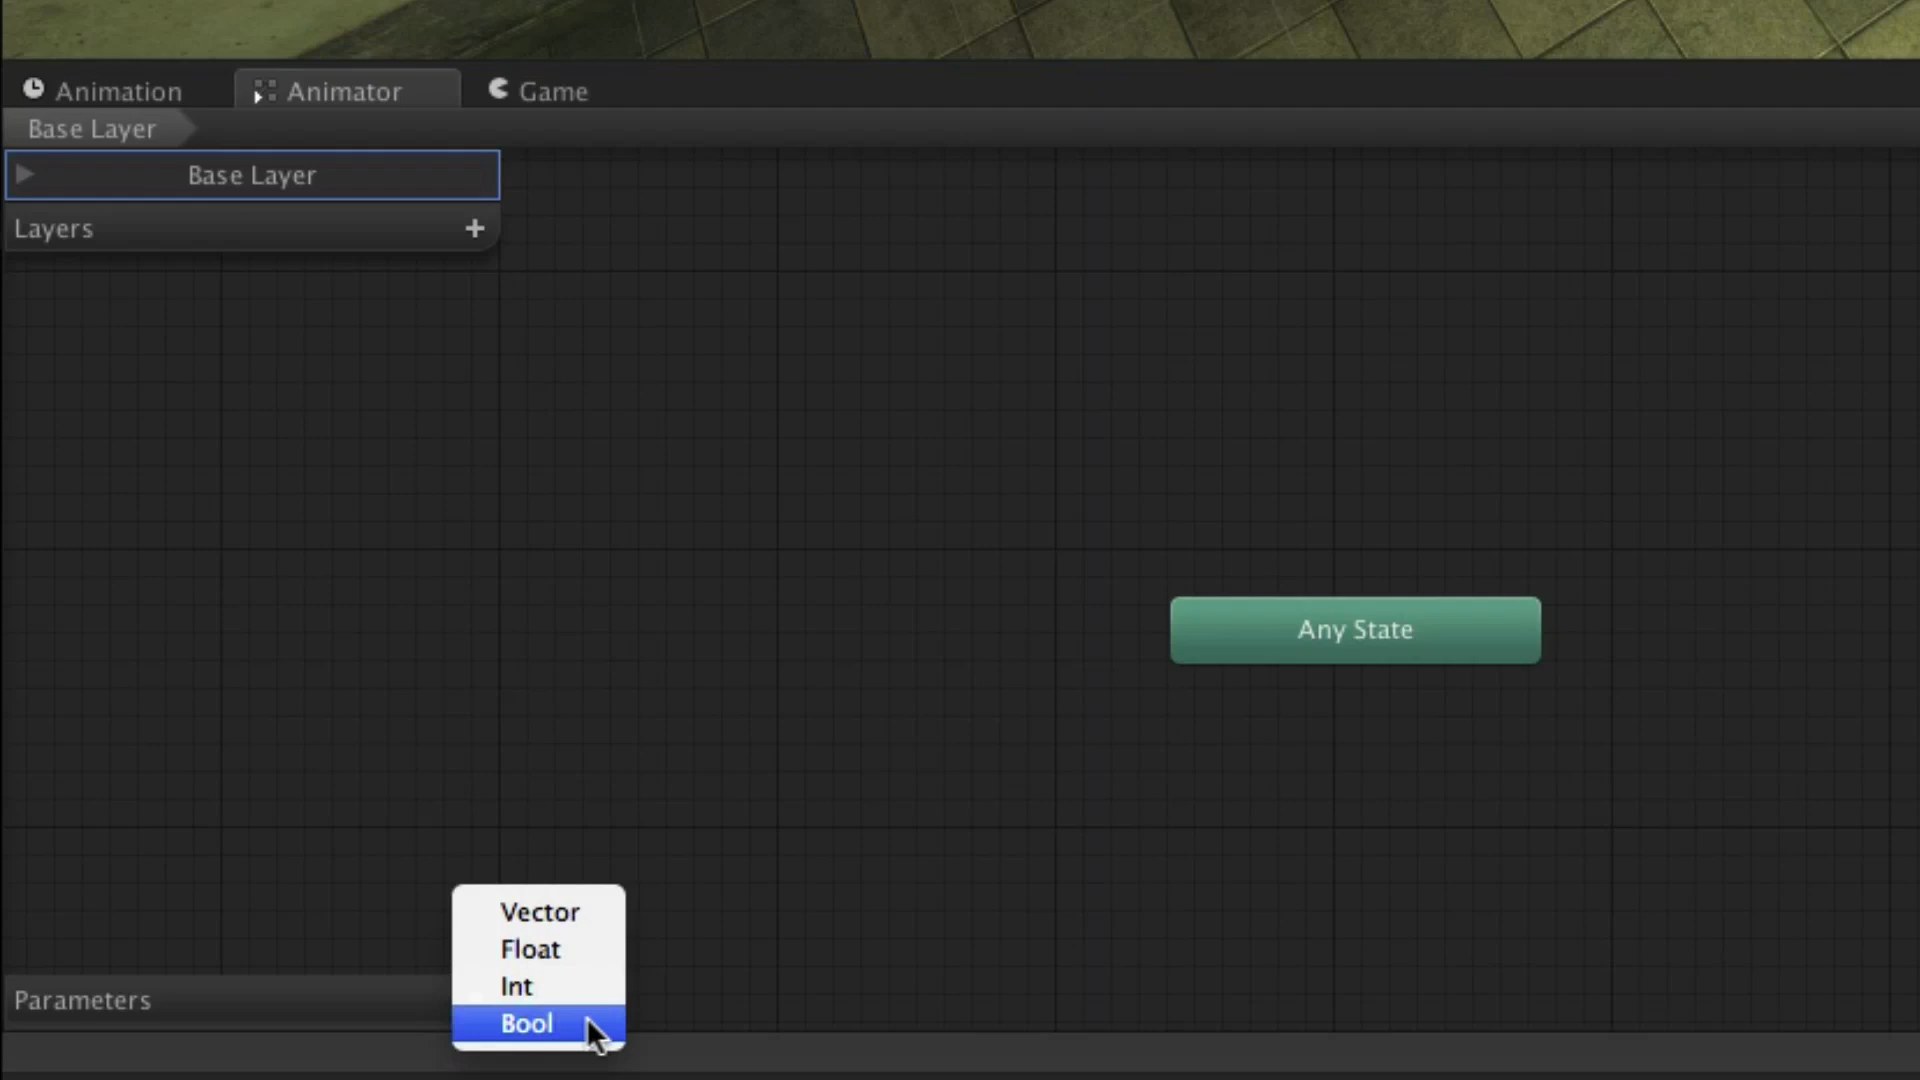 Animation
Animator
Game
Base Layer
Base Layer
Layers
Any State
Vector
Float
Int
Bool
Parameters